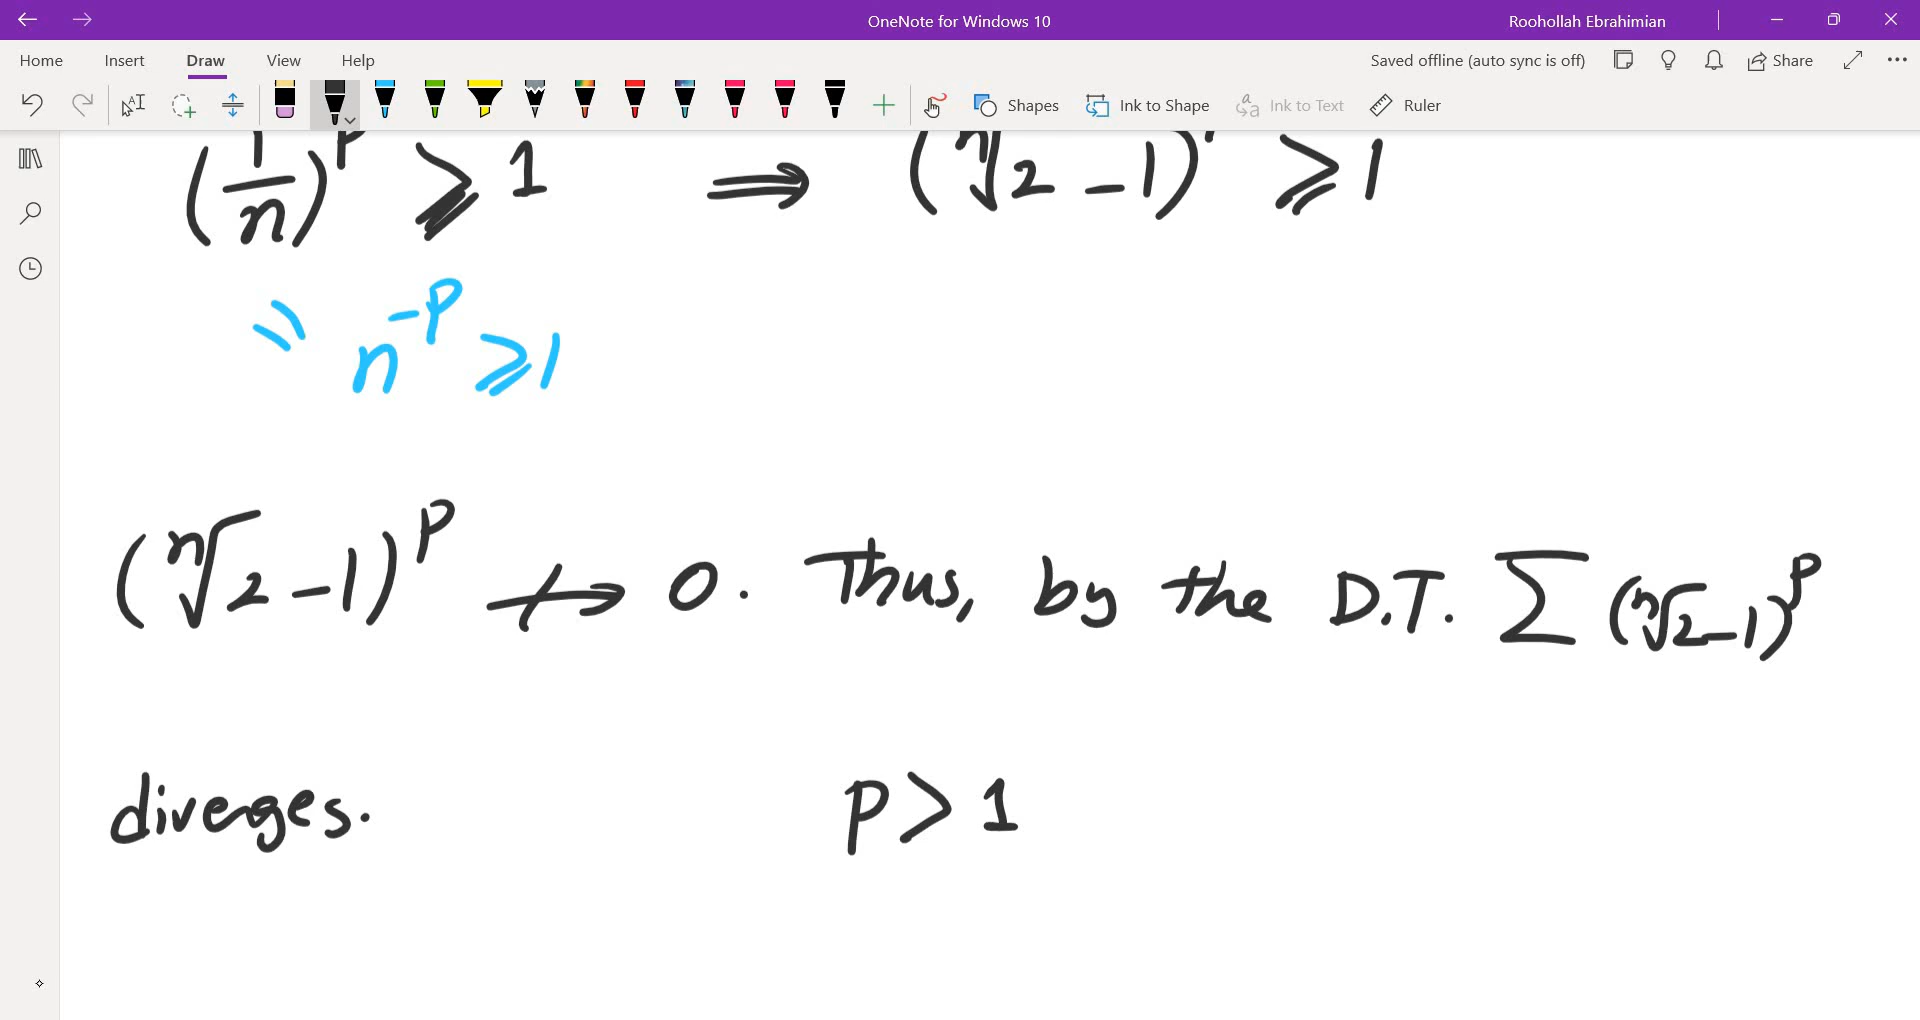 OneNote for Windows 10
Roohollah Ebrahimian
Home Insert Draw View Help
Saved offline (auto sync is off) Share
Shapes Ink to Shape Ink to Text Ruler
(1/n)^p ≥ 1 ⟹ (ⁿ√2 - 1)^p ≥ 1
= n^-p ≥ 1
(ⁿ√2 - 1)^p ↛ 0. Thus, by the D.T. Σ (ⁿ√2 - 1)^p
diverges. p > 1